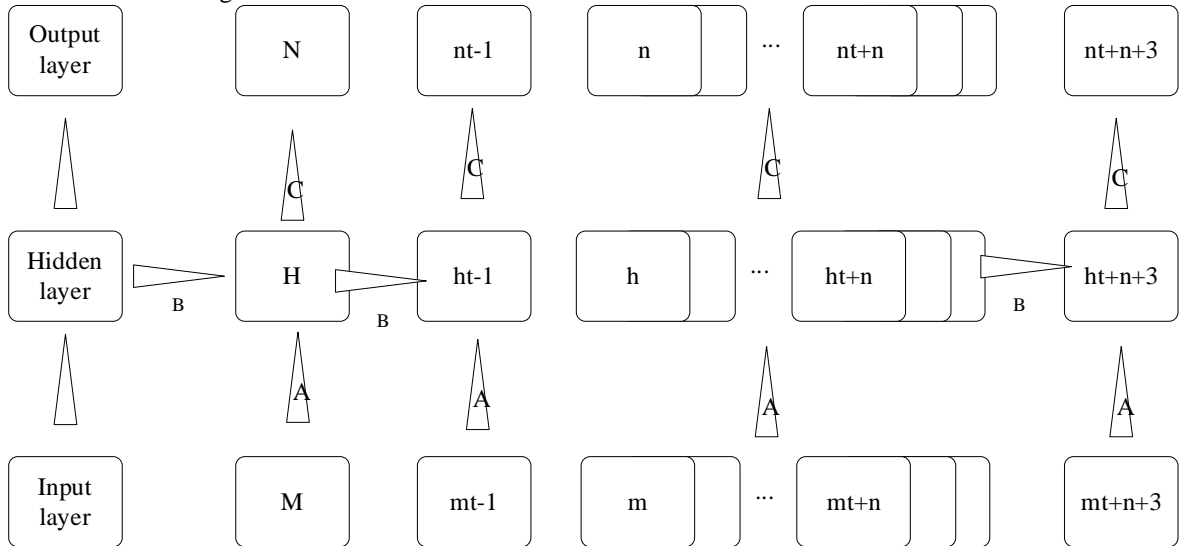 g
Output
layer
N
nt-1
n
...
nt+n
nt+n+3
C
C
C
C
Hidden
layer
B
H
B
ht-1
h
...
ht+n
B
ht+n+3
A
A
A
A
Input
layer
M
mt-1
m
...
mt+n
mt+n+3